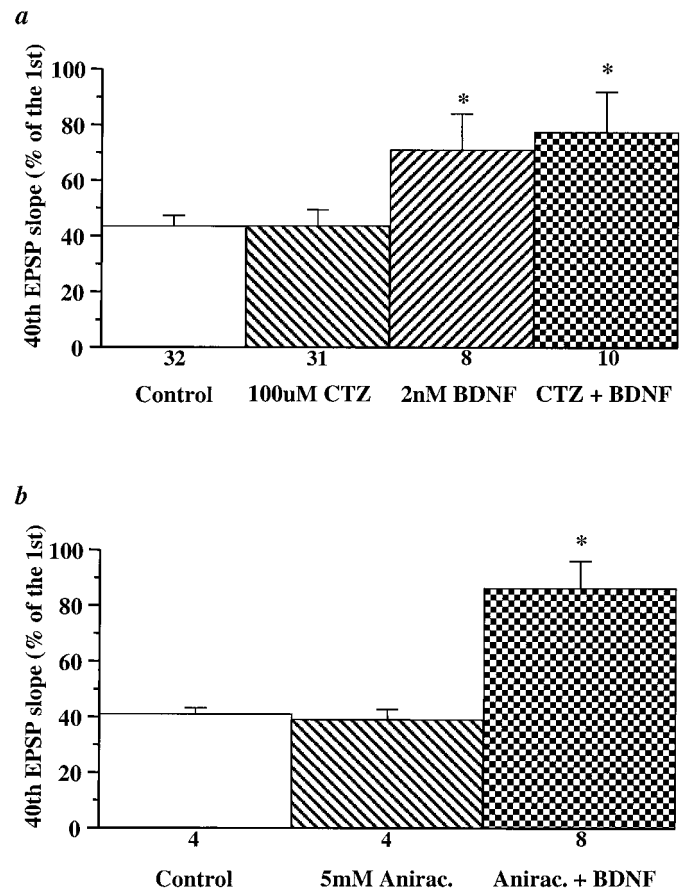 a
40th EPSP slope (% of the 1st)
100
*
*
80
60
40
20
0
32 31 8 10
Control 100uM CTZ 2nM BDNF CTZ + BDNF
b
40th EPSP slope (% of the 1st)
100
*
80
60
40
20
0
4 4 8
Control 5mM Anirac. Anirac. + BDNF